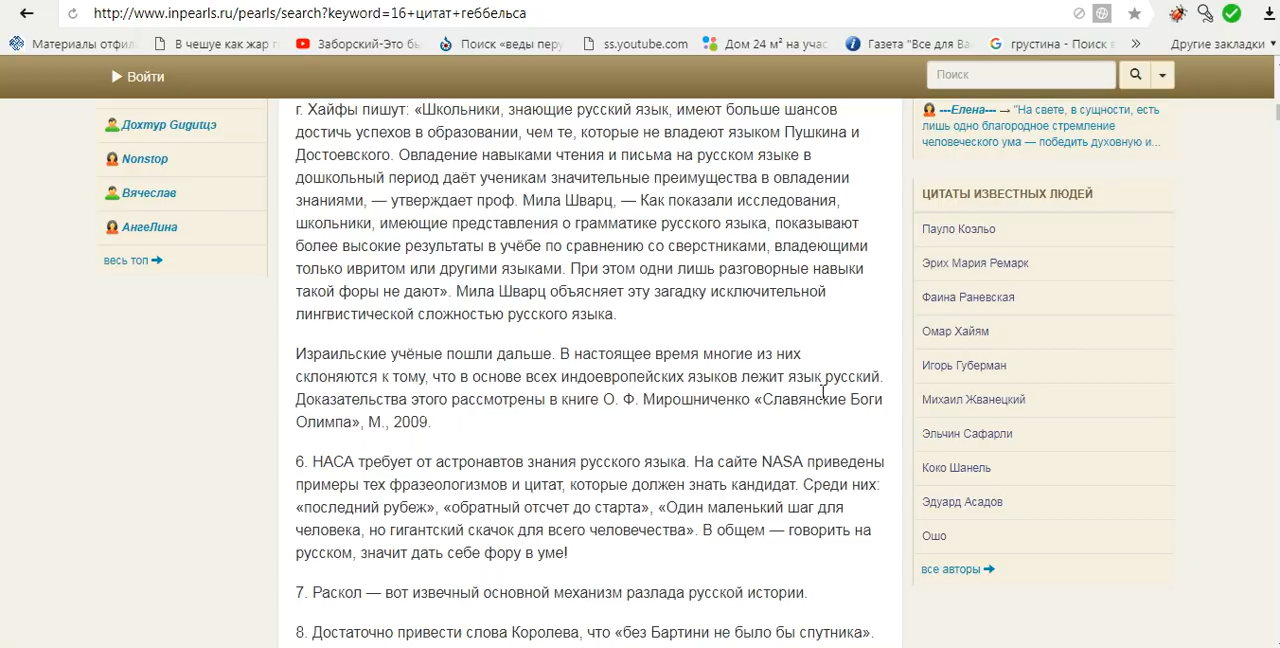 http://www.inpearls.ru/pearls/search?keyword=16+цитат+геббельса
Материалы отфил
В чешуе как жар г
Заборский-Это бы
Поиск «веды перу
ss.youtube.com
Дом 24 м² на учас
Газета "Все для Ва
грустина - Поиск
»
Другие закладки
Войти
Поиск
Дохтур Guguцэ
Nonstop
Вячеслав
АнгеЛина
весь топ
г. Хайфы пишут: «Школьники, знающие русский язык, имеют больше шансов
достичь успехов в образовании, чем те, которые не владеют языком Пушкина и
Достоевского. Овладение навыками чтения и письма на русском языке в
дошкольный период даёт ученикам значительные преимущества в овладении
знаниями, — утверждает проф. Мила Шварц, — Как показали исследования,
школьники, имеющие представления о грамматике русского языка, показывают
более высокие результаты в учёбе по сравнению со сверстниками, владеющими
только ивритом или другими языками. При этом одни лишь разговорные навыки
такой форы не дают». Мила Шварц объясняет эту загадку исключительной
лингвистической сложностью русского языка.
Израильские учёные пошли дальше. В настоящее время многие из них
склоняются к тому, что в основе всех индоевропейских языков лежит язык русский.
Доказательства этого рассмотрены в книге О. Ф. Мирошниченко «Славянские Боги
Олимпа», М., 2009.
6. НАСА требует от астронавтов знания русского языка. На сайте NASA приведены
примеры тех фразеологизмов и цитат, которые должен знать кандидат. Среди них:
«последний рубеж», «обратный отсчет до старта», «Один маленький шаг для
человека, но гигантский скачок для всего человечества». В общем — говорить на
русском, значит дать себе фору в уме!
7. Раскол — вот извечный основной механизм разлада русской истории.
8. Достаточно привести слова Королева, что «без Бартини не было бы спутника».
---Елена--- → "На свете, в сущности, есть
лишь одно благородное стремление
человеческого ума — победить духовную и...
ЦИТАТЫ ИЗВЕСТНЫХ ЛЮДЕЙ
Пауло Коэльо
Эрих Мария Ремарк
Фаина Раневская
Омар Хайям
Игорь Губерман
Михаил Жванецкий
Эльчин Сафарли
Коко Шанель
Эдуард Асадов
Ошо
все авторы